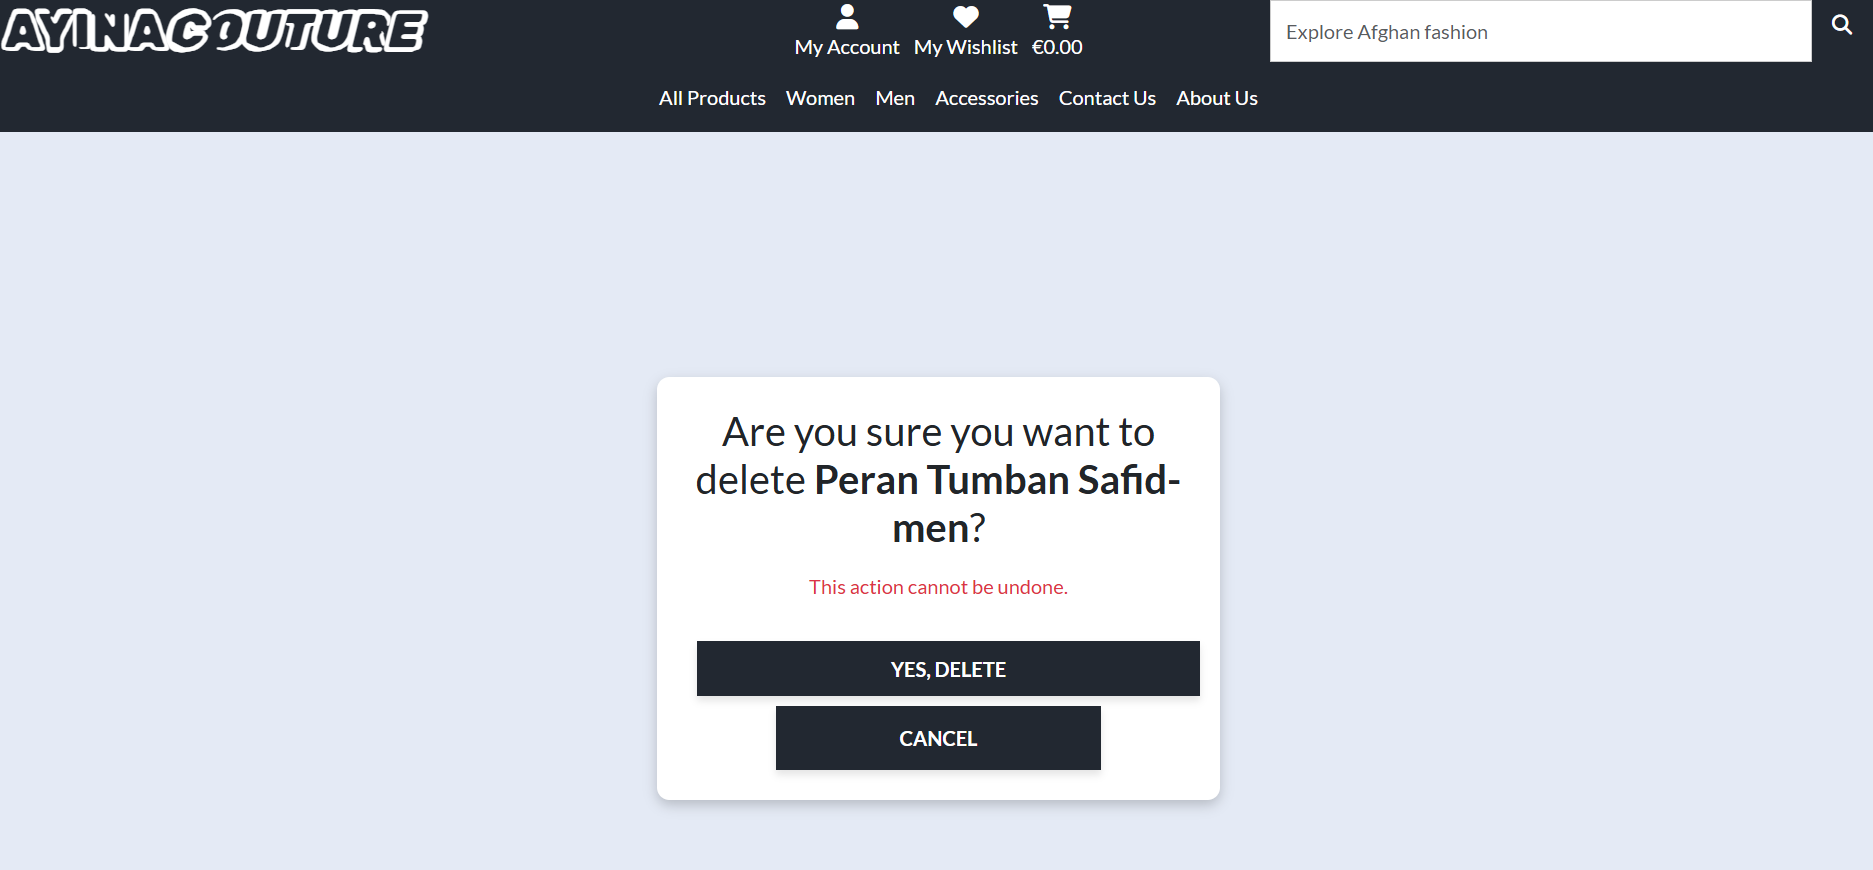 AYINACOUTURE
My Account My Wishlist €0.00
Explore Afghan fashion
All Products Women Men Accessories Contact Us About Us
Are you sure you want to
delete Peran Tumban Safid-
men?
This action cannot be undone.
YES, DELETE
CANCEL